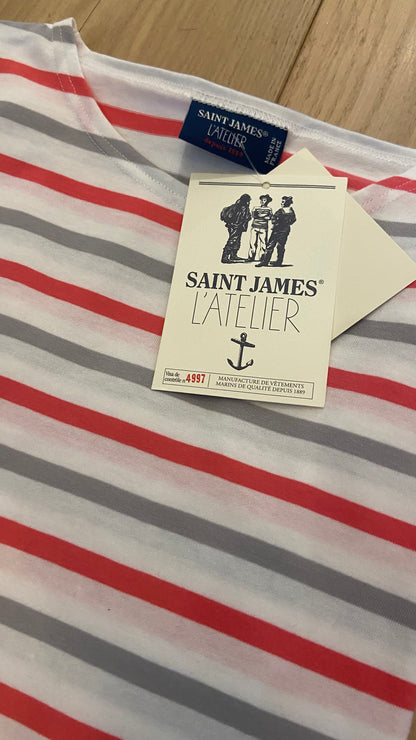 SAINT JAMES®
L'ATELIER
depuis 1889
MADE IN
FRANCE
SAINT JAMES®
L'ATELIER
Visa de
contrôle n° 4997
MANUFACTURE DE VÊTEMENTS
MARINS DE QUALITÉ DEPUIS 1889